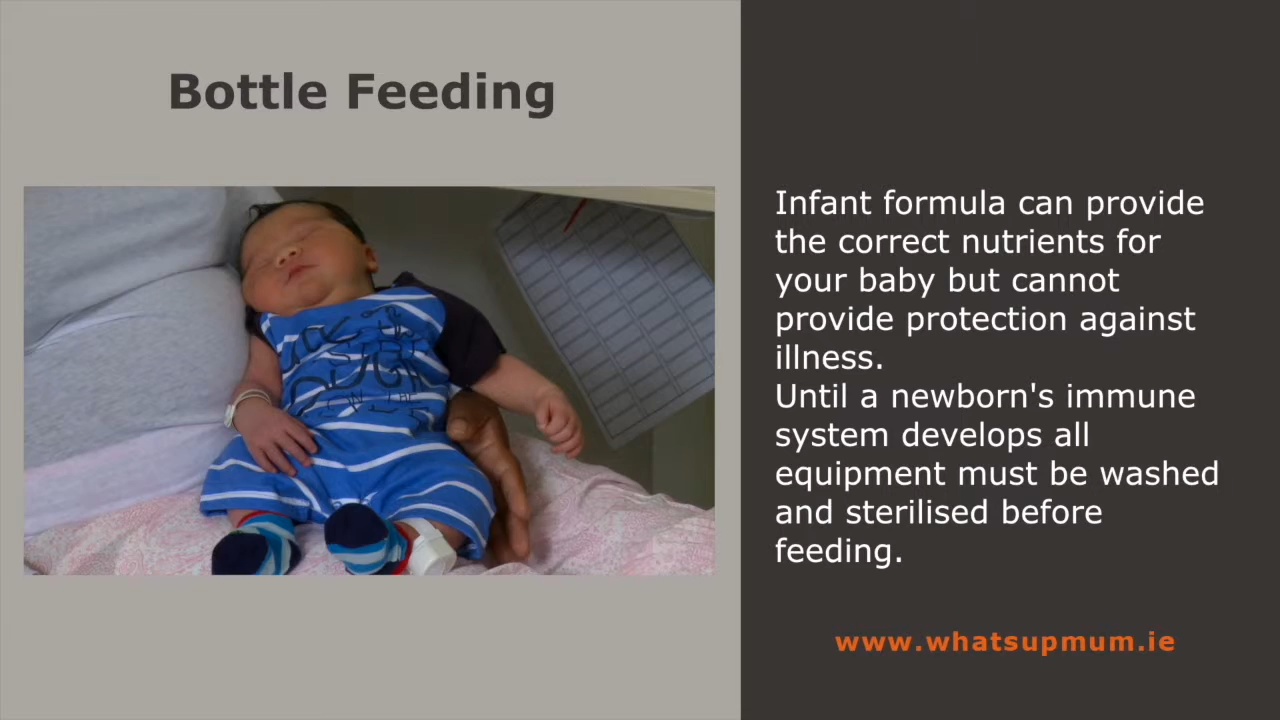 Bottle Feeding
Infant formula can provide
the correct nutrients for
your baby but cannot
provide protection against
illness.
Until a newborn's immune
system develops all
equipment must be washed
and sterilised before
feeding.
www.whatsupmum.ie